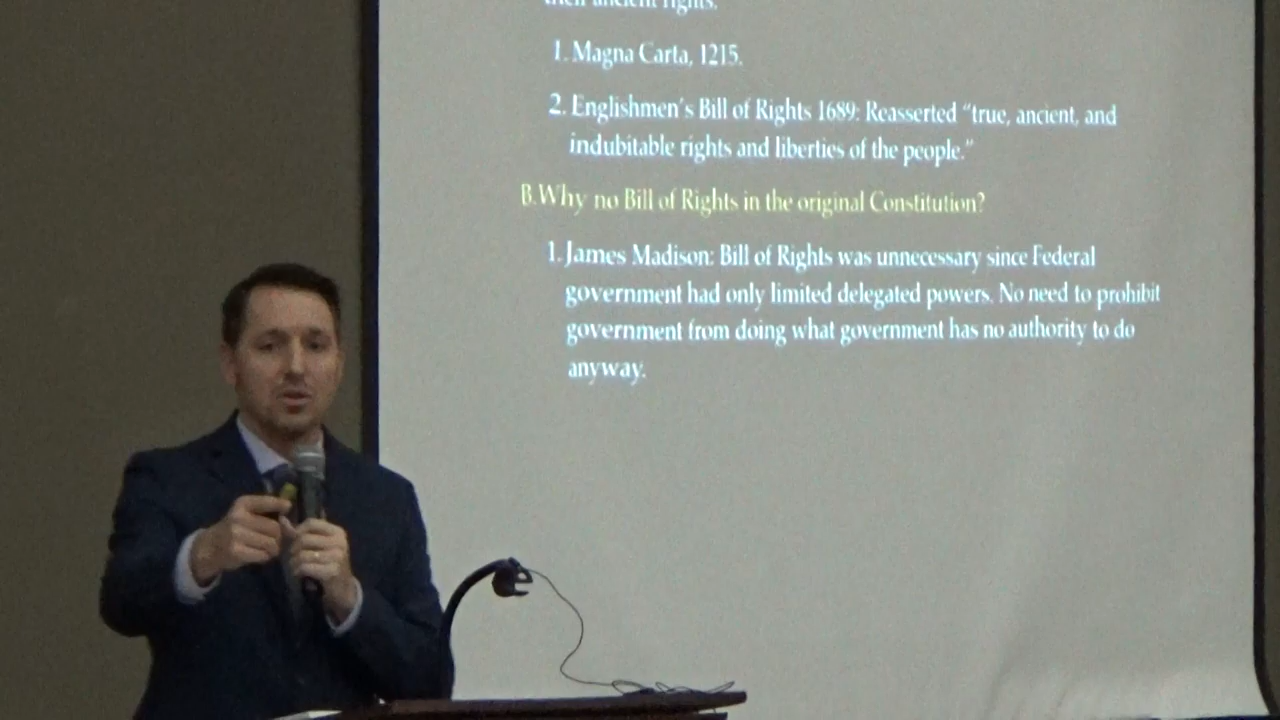 their ancient rights.
1. Magna Carta, 1215.
2. Englishmen's Bill of Rights 1689: Reasserted “true, ancient, and
indubitable rights and liberties of the people.”
B. Why no Bill of Rights in the original Constitution?
1. James Madison: Bill of Rights was unnecessary since Federal
government had only limited delegated powers. No need to prohibit
government from doing what government has no authority to do
anyway.